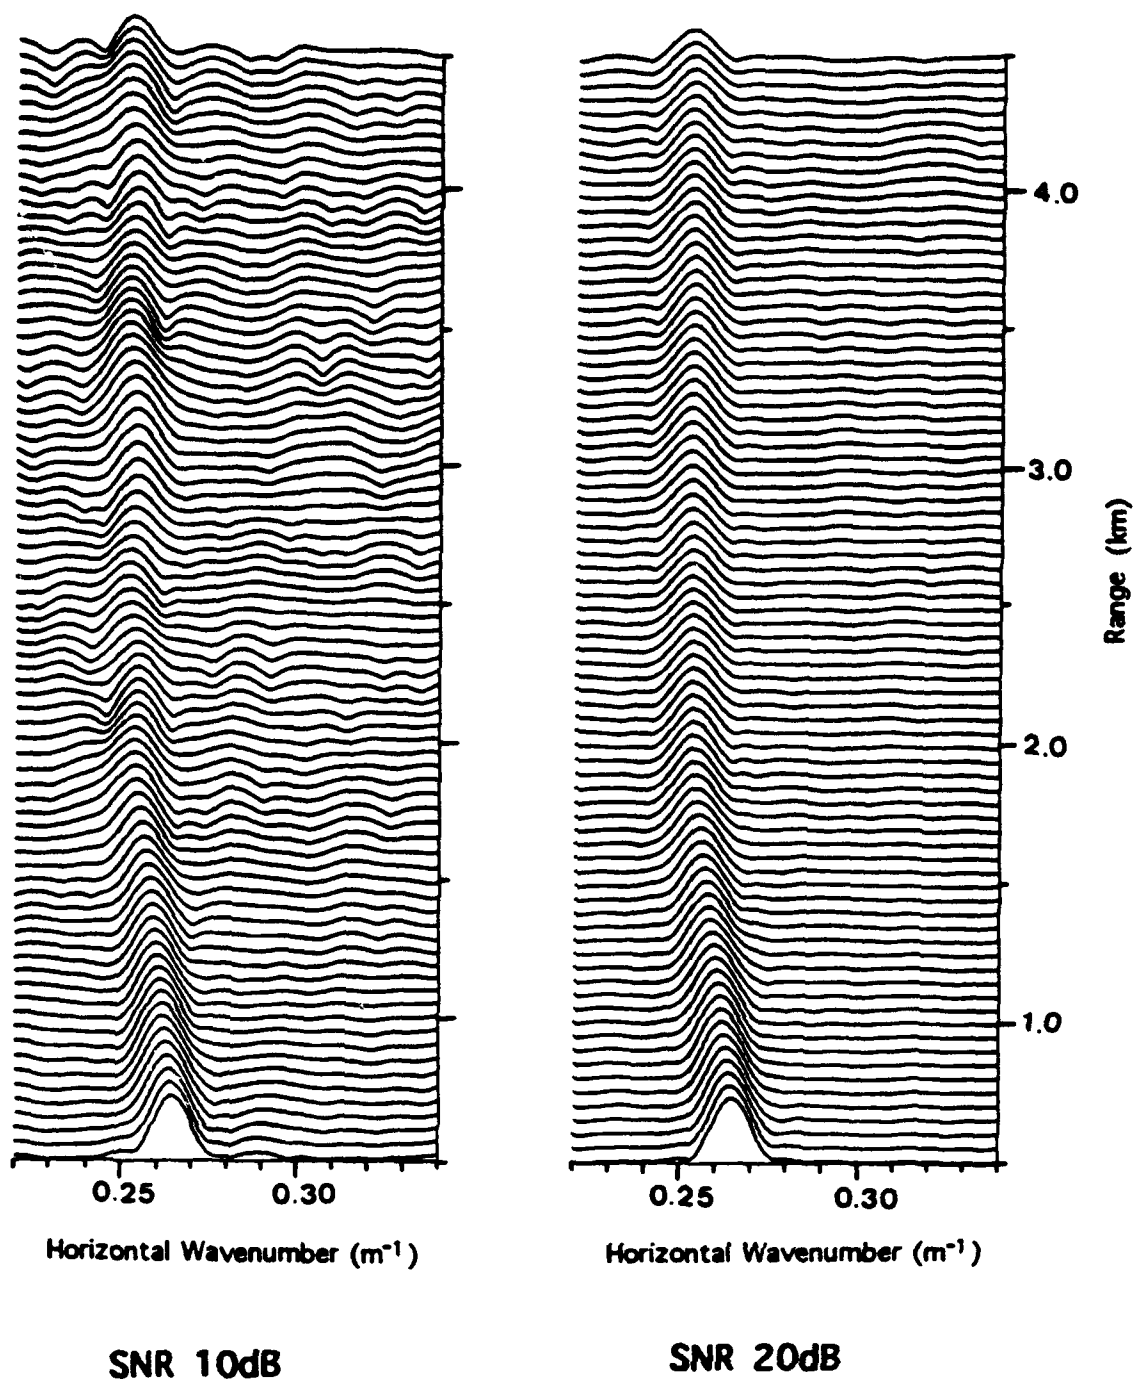 4.0
3.0
Range (km)
2.0
1.0
0.25 0.30
0.25 0.30
Horizontal Wavenumber (m⁻¹)
Horizontal Wavenumber (m⁻¹)
SNR 10dB
SNR 20dB